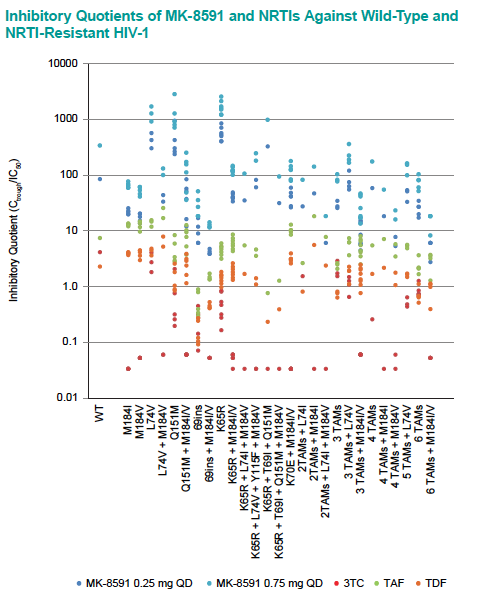 Inhibitory Quotients of MK-8591 and NRTIs Against Wild-Type and
NRTI-Resistant HIV-1
10000
1000
100
10
1.0
0.1
0.01
Inhibitory Quotient (Ctrough/IC50)
WT
M184I
M184V
L74V
L74V + M184V
Q151M
Q151M + M184I/V
69ins
69ins + M184I/V
K65R
K65R + M184I/V
K65R + L74I + M184V
K65R + L74V + Y115F + M184V
K65R + T69I + Q151M
K65R + T69I + Q151M + M184V
K70E + M184I/V
2TAMs + L74I
2TAMs + M184I
2TAMs + L74I + M184V
3 TAMs
3 TAMs + L74V
3 TAMs + M184I/V
4 TAMs
4 TAMs + M184I
4 TAMs + M184V
5 TAMs + L74V
6 TAMs
6 TAMs + M184I/V
MK-8591 0.25 mg QD MK-8591 0.75 mg QD 3TC TAF TDF